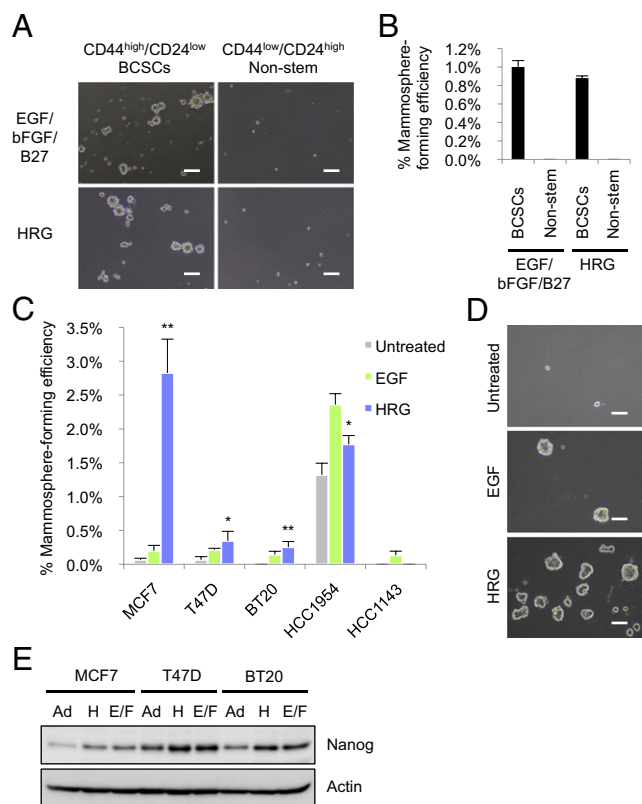 A
CD44high/CD24low
BCSCs
CD44low/CD24high
Non-stem
EGF/
bFGF/
B27
HRG
B
% Mammosphere-
forming efficiency
1.2%
1.0%
0.8%
0.6%
0.4%
0.2%
0.0%
BCSCs
Non-stem
BCSCs
Non-stem
EGF/
bFGF/B27
HRG
C
% Mammosphere-forming efficiency
3.5%
3.0%
2.5%
2.0%
1.5%
1.0%
0.5%
0.0%
**
*
**
*
Untreated
EGF
HRG
MCF7
T47D
BT20
HCC1954
HCC1143
D
Untreated
EGF
HRG
E
MCF7 T47D BT20
Ad H E/F Ad H E/F Ad H E/F
Nanog
Actin